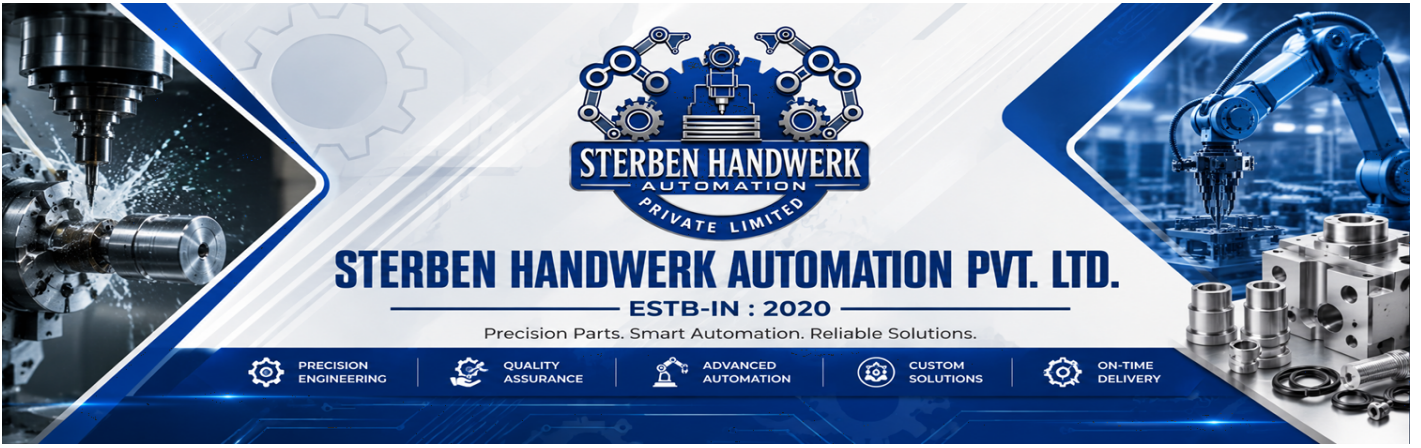 STERBEN HANDWERK
AUTOMATION
PRIVATE LIMITED
STERBEN HANDWERK AUTOMATION PVT. LTD.
ESTB-IN : 2020
Precision Parts. Smart Automation. Reliable Solutions.
PRECISION
ENGINEERING
QUALITY
ASSURANCE
ADVANCED
AUTOMATION
CUSTOM
SOLUTIONS
ON-TIME
DELIVERY